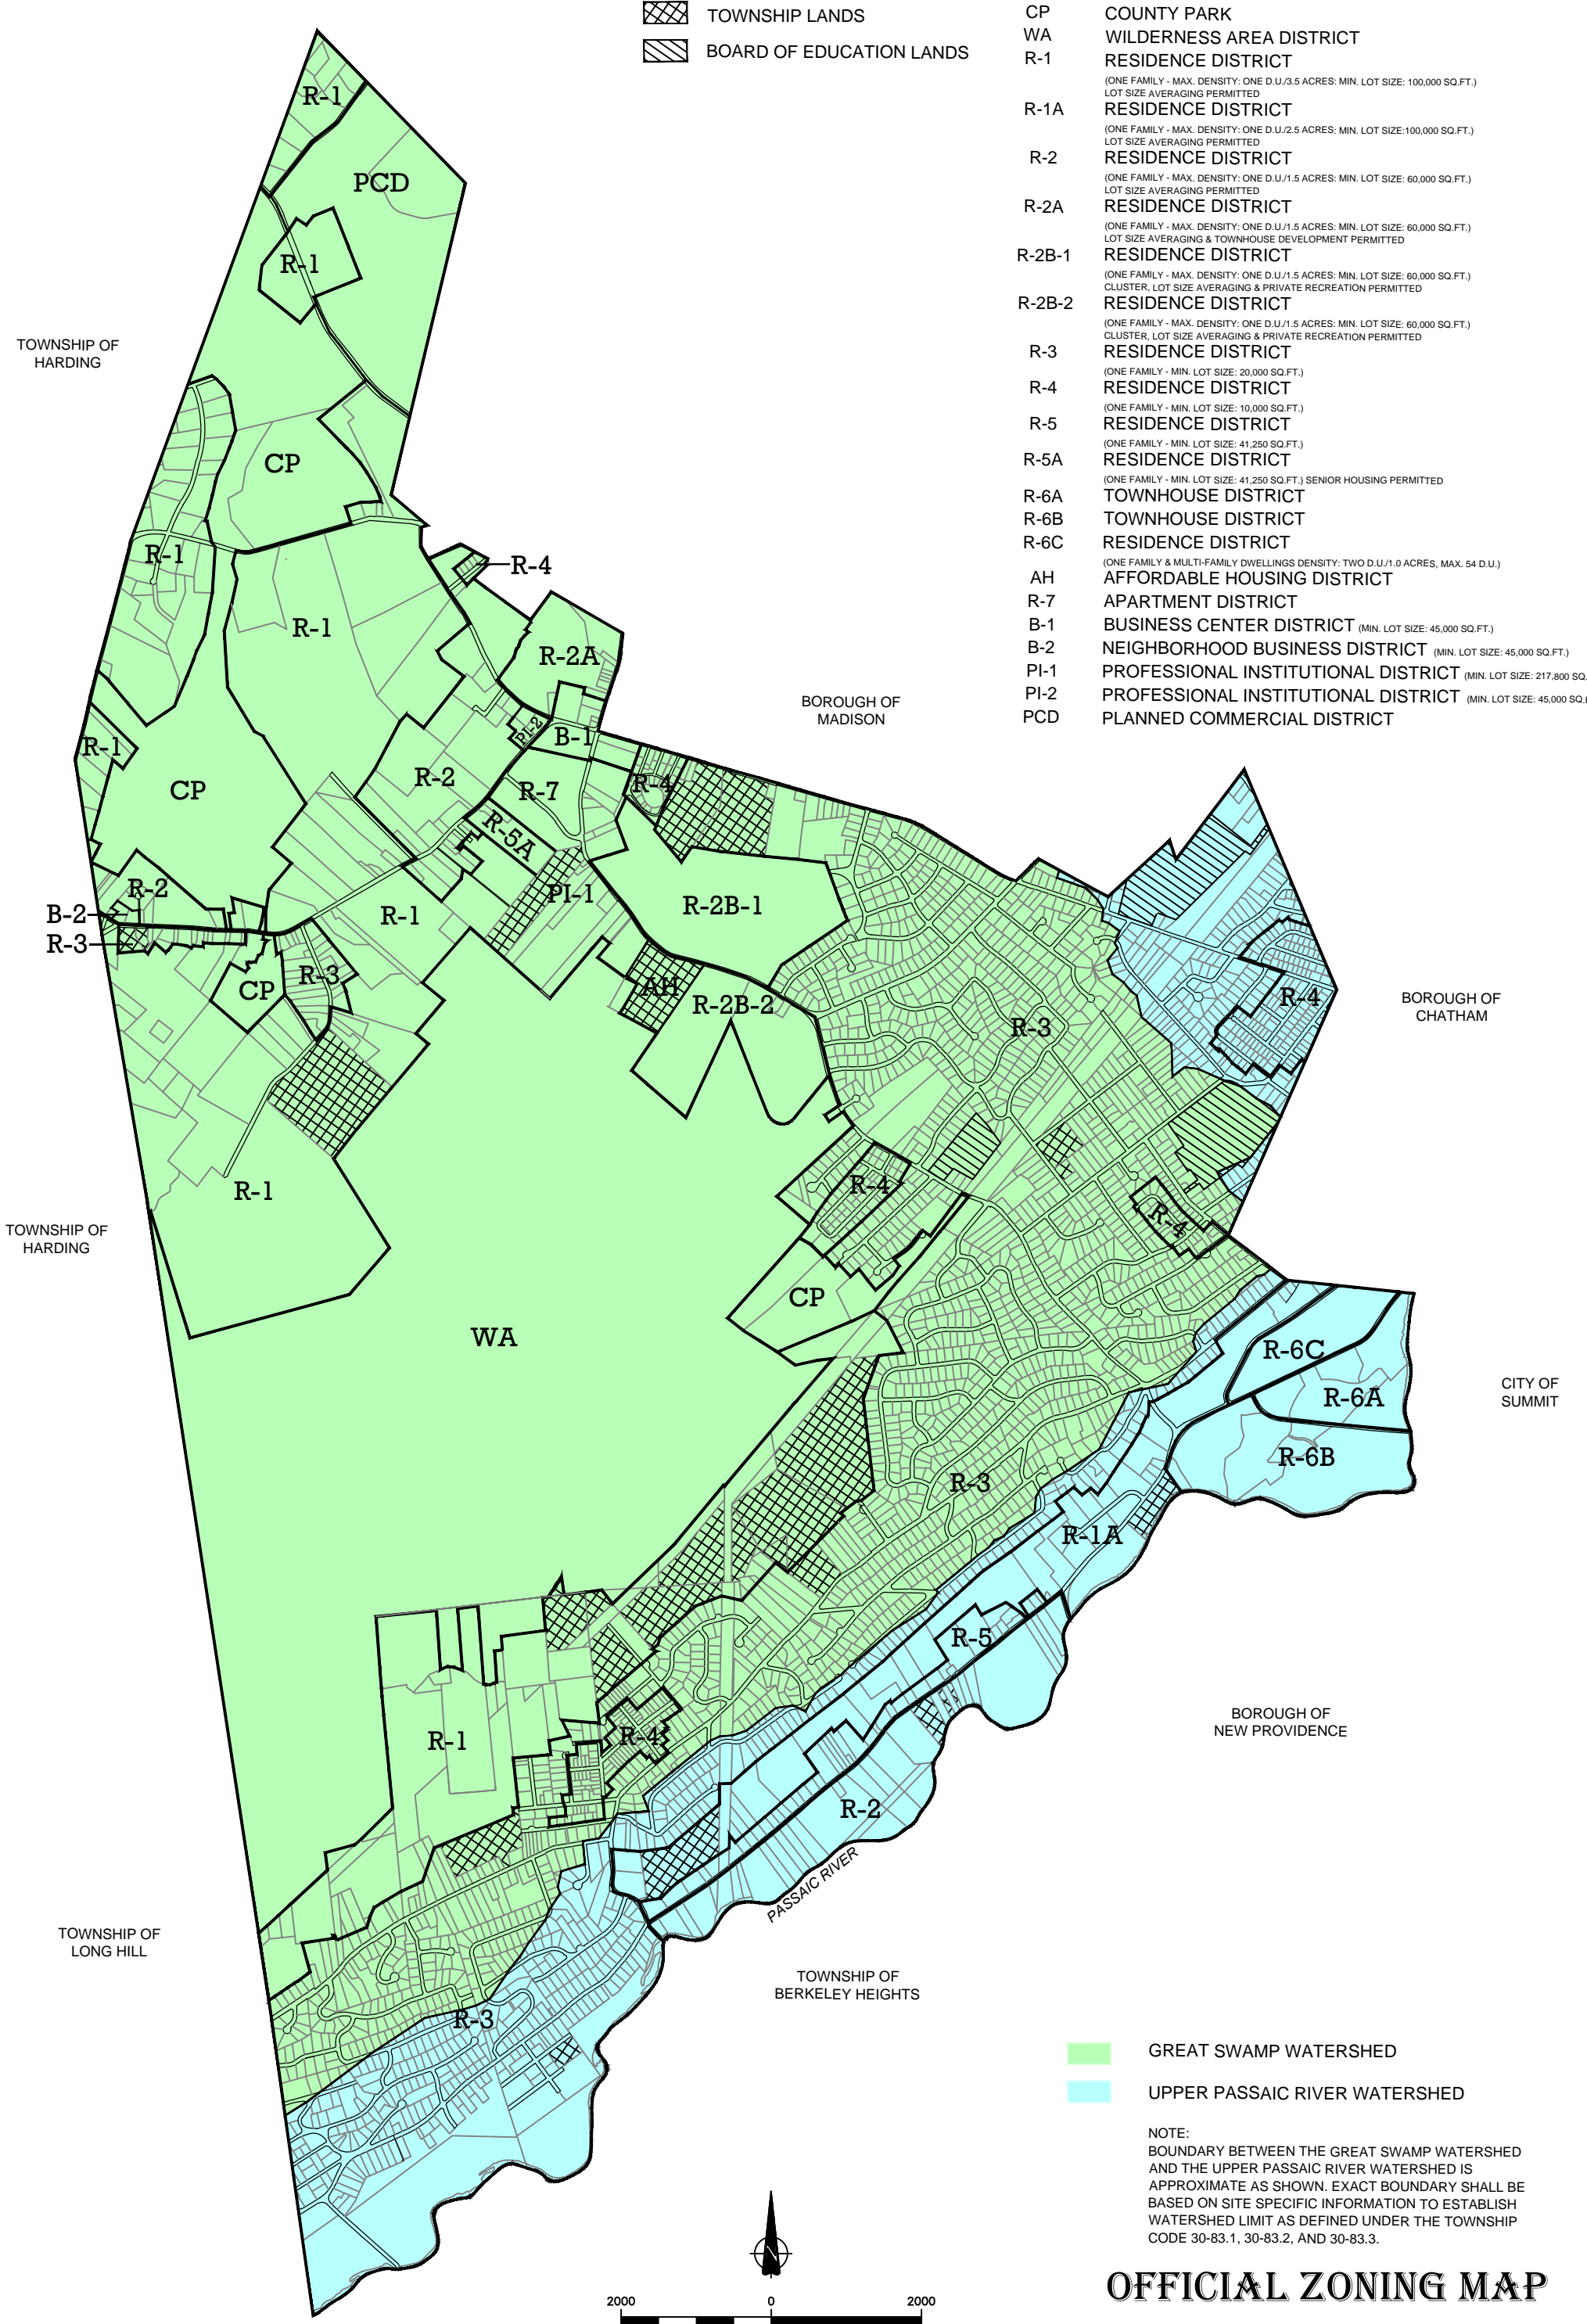 TOWNSHIP LANDS
BOARD OF EDUCATION LANDS
CP COUNTY PARK
WA WILDERNESS AREA DISTRICT
R-1 RESIDENCE DISTRICT
(ONE FAMILY - MAX. DENSITY: ONE D.U./3.5 ACRES: MIN. LOT SIZE: 100,000 SQ.FT.)
LOT SIZE AVERAGING PERMITTED
R-1A RESIDENCE DISTRICT
(ONE FAMILY - MAX. DENSITY: ONE D.U./2.5 ACRES: MIN. LOT SIZE:100,000 SQ.FT.)
LOT SIZE AVERAGING PERMITTED
R-2 RESIDENCE DISTRICT
(ONE FAMILY - MAX. DENSITY: ONE D.U./1.5 ACRES: MIN. LOT SIZE: 60,000 SQ.FT.)
LOT SIZE AVERAGING PERMITTED
R-2A RESIDENCE DISTRICT
(ONE FAMILY - MAX. DENSITY: ONE D.U./1.5 ACRES: MIN. LOT SIZE: 60,000 SQ.FT.)
LOT SIZE AVERAGING & TOWNHOUSE DEVELOPMENT PERMITTED
R-2B-1 RESIDENCE DISTRICT
(ONE FAMILY - MAX. DENSITY: ONE D.U./1.5 ACRES: MIN. LOT SIZE: 60,000 SQ.FT.)
CLUSTER, LOT SIZE AVERAGING & PRIVATE RECREATION PERMITTED
R-2B-2 RESIDENCE DISTRICT
(ONE FAMILY - MAX. DENSITY: ONE D.U./1.5 ACRES: MIN. LOT SIZE: 60,000 SQ.FT.)
CLUSTER, LOT SIZE AVERAGING & PRIVATE RECREATION PERMITTED
R-3 RESIDENCE DISTRICT
(ONE FAMILY - MIN. LOT SIZE: 20,000 SQ.FT.)
R-4 RESIDENCE DISTRICT
(ONE FAMILY - MIN. LOT SIZE: 10,000 SQ.FT.)
R-5 RESIDENCE DISTRICT
(ONE FAMILY - MIN. LOT SIZE: 41,250 SQ.FT.)
R-5A RESIDENCE DISTRICT
(ONE FAMILY - MIN. LOT SIZE: 41,250 SQ.FT.) SENIOR HOUSING PERMITTED
R-6A TOWNHOUSE DISTRICT
R-6B TOWNHOUSE DISTRICT
R-6C RESIDENCE DISTRICT
(ONE FAMILY & MULTI-FAMILY DWELLINGS DENSITY: TWO D.U./1.0 ACRES, MAX. 54 D.U.)
AH AFFORDABLE HOUSING DISTRICT
R-7 APARTMENT DISTRICT
B-1 BUSINESS CENTER DISTRICT (MIN. LOT SIZE: 45,000 SQ.FT.)
B-2 NEIGHBORHOOD BUSINESS DISTRICT (MIN. LOT SIZE: 45,000 SQ.FT.)
PI-1 PROFESSIONAL INSTITUTIONAL DISTRICT (MIN. LOT SIZE: 217,800 SQ.
PI-2 PROFESSIONAL INSTITUTIONAL DISTRICT (MIN. LOT SIZE: 45,000 SQ.
PCD PLANNED COMMERCIAL DISTRICT
R-1
PCD
R-1
TOWNSHIP OF
HARDING
CP
R-1
R-4
R-1
R-2A
BOROUGH OF
MADISON
PI-2
B-1
R-1
CP
R-2
R-7
R-4
R-5A
R-2
PI-1
R-2B-1
B-2
R-1
R-3
R-3
CP
AH
R-2B-2
R-4
BOROUGH OF
CHATHAM
R-3
R-1
R-4
R-4
TOWNSHIP OF
HARDING
CP
WA
R-6C
CITY OF
SUMMIT
R-6A
R-6B
R-3
R-1A
R-5
BOROUGH OF
NEW PROVIDENCE
R-1
R-4
R-2
PASSAIC RIVER
TOWNSHIP OF
LONG HILL
TOWNSHIP OF
BERKELEY HEIGHTS
R-3
GREAT SWAMP WATERSHED
UPPER PASSAIC RIVER WATERSHED
NOTE:
BOUNDARY BETWEEN THE GREAT SWAMP WATERSHED
AND THE UPPER PASSAIC RIVER WATERSHED IS
APPROXIMATE AS SHOWN. EXACT BOUNDARY SHALL BE
BASED ON SITE SPECIFIC INFORMATION TO ESTABLISH
WATERSHED LIMIT AS DEFINED UNDER THE TOWNSHIP
CODE 30-83.1, 30-83.2, AND 30-83.3.
OFFICIAL ZONING MAP
2000 0 2000